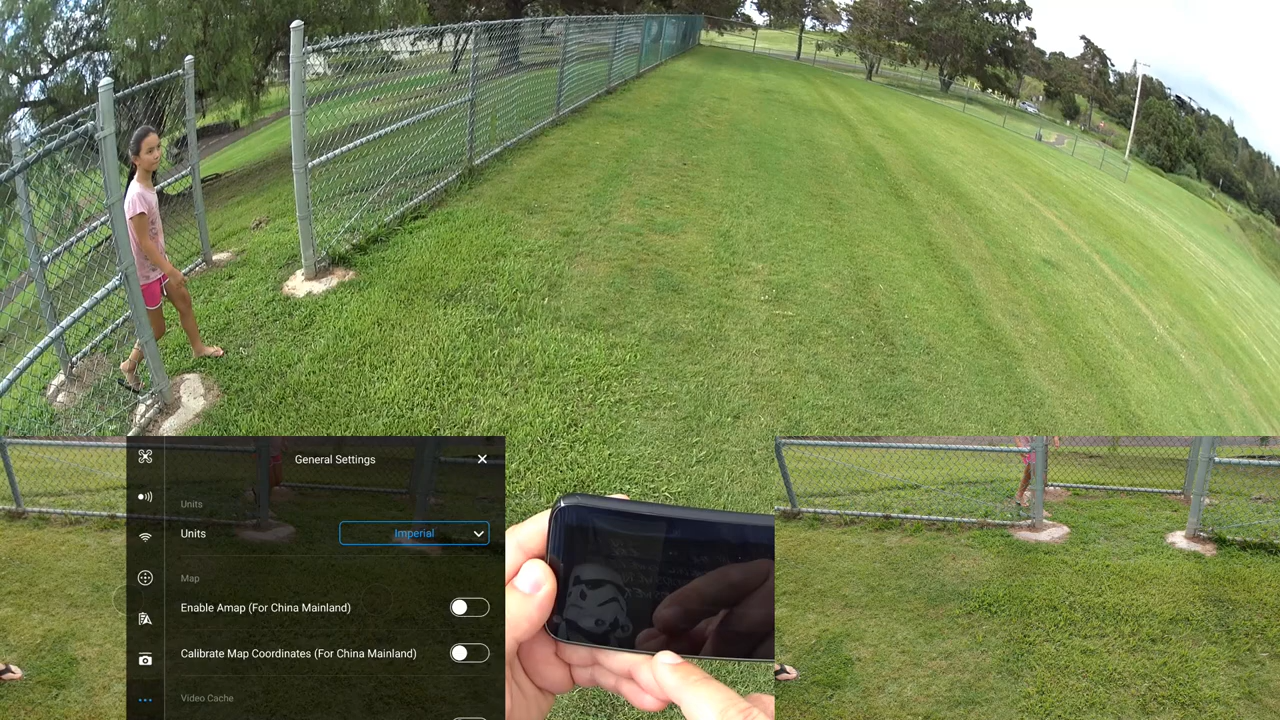 General Settings
Units
Units
Imperial
Map
Enable Amap (For China Mainland)
Calibrate Map Coordinates (For China Mainland)
Video Cache